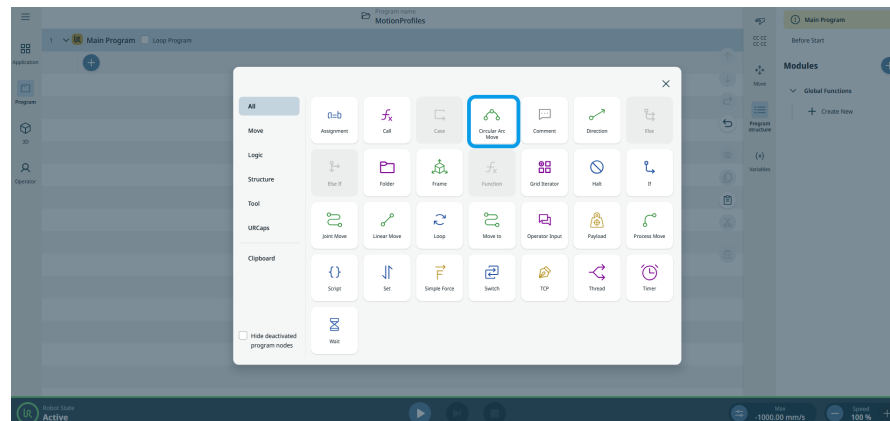 Program name
MotionProfiles
Main Program
1
Main Program
Loop Program
Before Start
Application
Modules
Move
Global Functions
Program
Create New
Program
structure
3D
Variables
Operator
All
Move
Logic
Structure
Tool
URCaps
Clipboard
Hide deactivated
program nodes
Assignment
Call
Case
Circular Arc
Move
Comment
Direction
Else
Else If
Folder
Frame
Function
Grid Iterator
Halt
If
Joint Move
Linear Move
Loop
Move to
Operator Input
Payload
Process Move
Script
Set
Simple Force
Switch
TCP
Thread
Timer
Wait
Robot State
Active
Max
-1000.00 mm/s
Speed
100 %